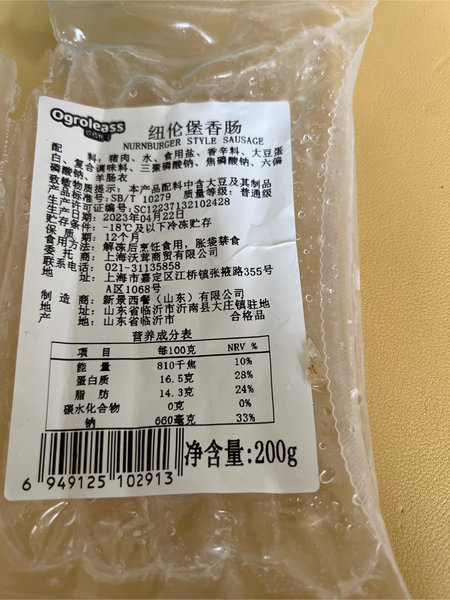 Ogroleass
纽伦堡香肠
NURNBURGER STYLE SAUSAGE
配 料:猪肉、水、食用盐、香辛料、大豆蛋
白、复合调味料、三聚磷酸钠、焦磷酸钠、六偏
磷酸钠、羊肠衣
致敏物质提示:本产品配料中含大豆及其制品
产品标准号:SB/T 10279 质量等级:普通级
生产许可证编号:SC12237132102428
生产日期:2023年04月22日
贮存条件:-18℃及以下冷冻贮存
保 质 期:12个月
食用方法:解冻后烹饪食用,胀袋禁食
委 托 商:上海沃茸商贸有限公司
联系电话:021-31135858
地 址:上海市嘉定区江桥镇张掖路355号
A区1068号
制 造 商:新景西餐(山东)有限公司
地 址:山东省临沂市沂南县大庄镇驻地
产 地:山东省临沂市 合格品
营养成分表
项 目 每100克 NRV %
能 量 810千焦 10%
蛋白质 16.5克 28%
脂 肪 14.3克 24%
碳水化合物 0克 0%
钠 660毫克 33%
净含量:200g
6 949125 102913